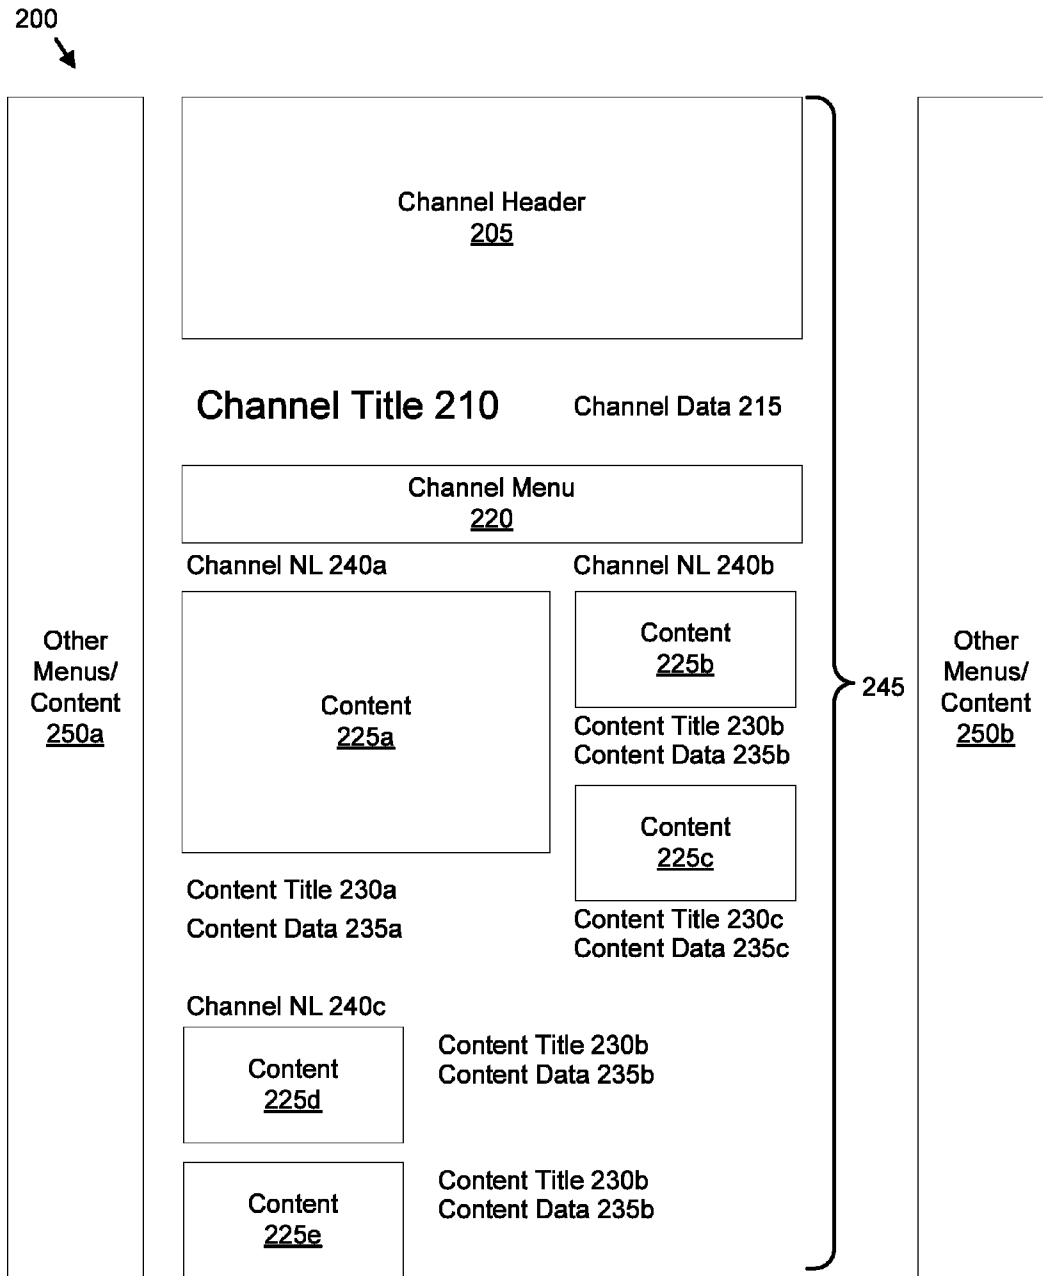 200
Channel Header
205
Channel Title 210
Channel Data 215
Channel Menu
220
Channel NL 240a
Channel NL 240b
Other
Menus/
Content
250a
Content
225a
Content
225b
Content Title 230b
Content Data 235b
Content
225c
245
Other
Menus/
Content
250b
Content Title 230a
Content Data 235a
Content Title 230c
Content Data 235c
Channel NL 240c
Content
225d
Content Title 230b
Content Data 235b
Content
225e
Content Title 230b
Content Data 235b